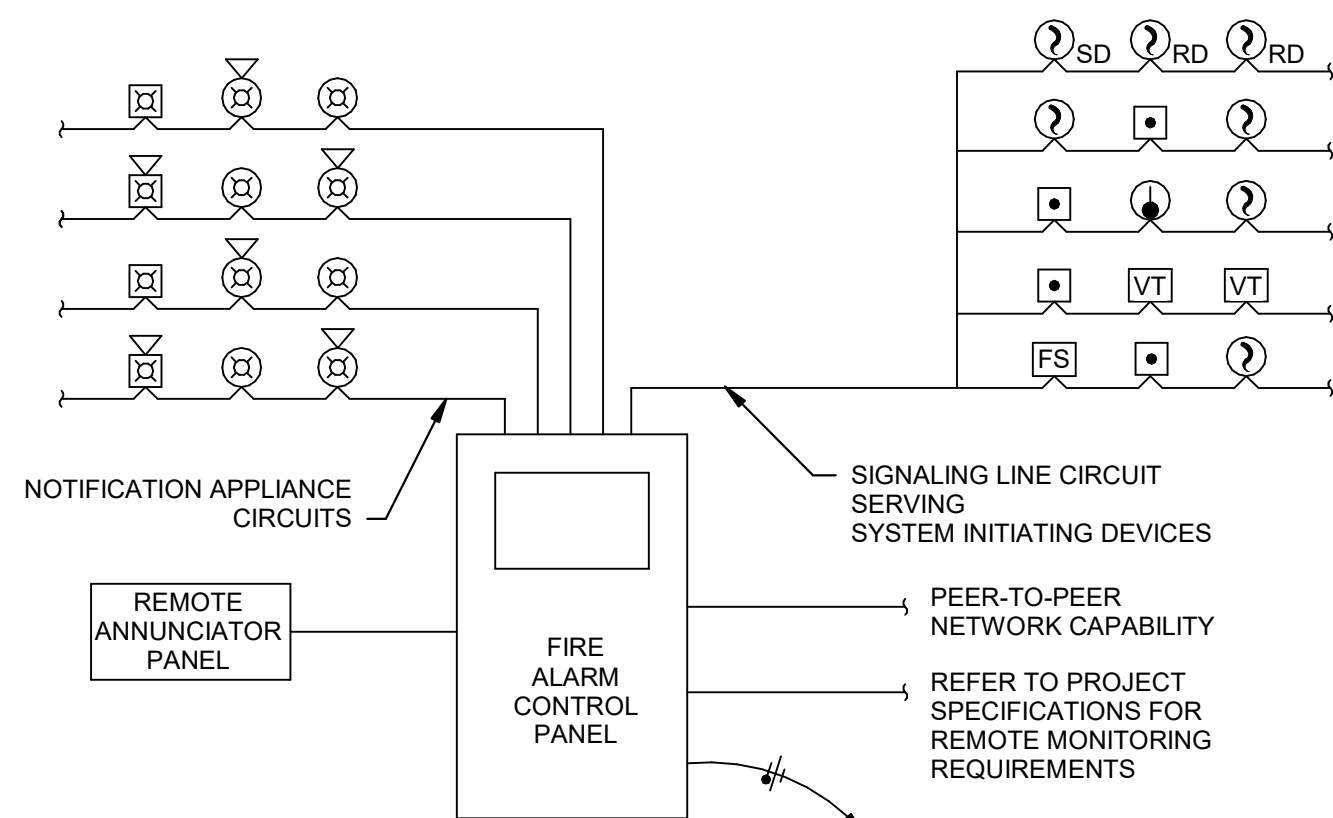 SD RD RD
VT VT
FS
NOTIFICATION APPLIANCE
CIRCUITS
SIGNALING LINE CIRCUIT
SERVING
SYSTEM INITIATING DEVICES
REMOTE
ANNUNCIATOR
PANEL
FIRE
ALARM
CONTROL
PANEL
PEER-TO-PEER
NETWORK CAPABILITY
REFER TO PROJECT
SPECIFICATIONS FOR
REMOTE MONITORING
REQUIREMENTS